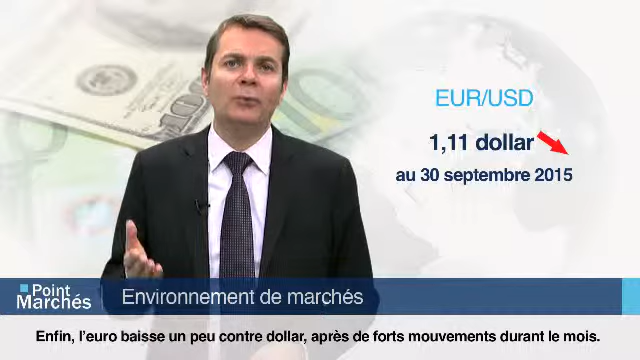 EUR/USD
1,11 dollar
au 30 septembre 2015
Point
Marchés
Environnement de marchés
Enfin, l'euro baisse un peu contre dollar, après de forts mouvements durant le mois.
100